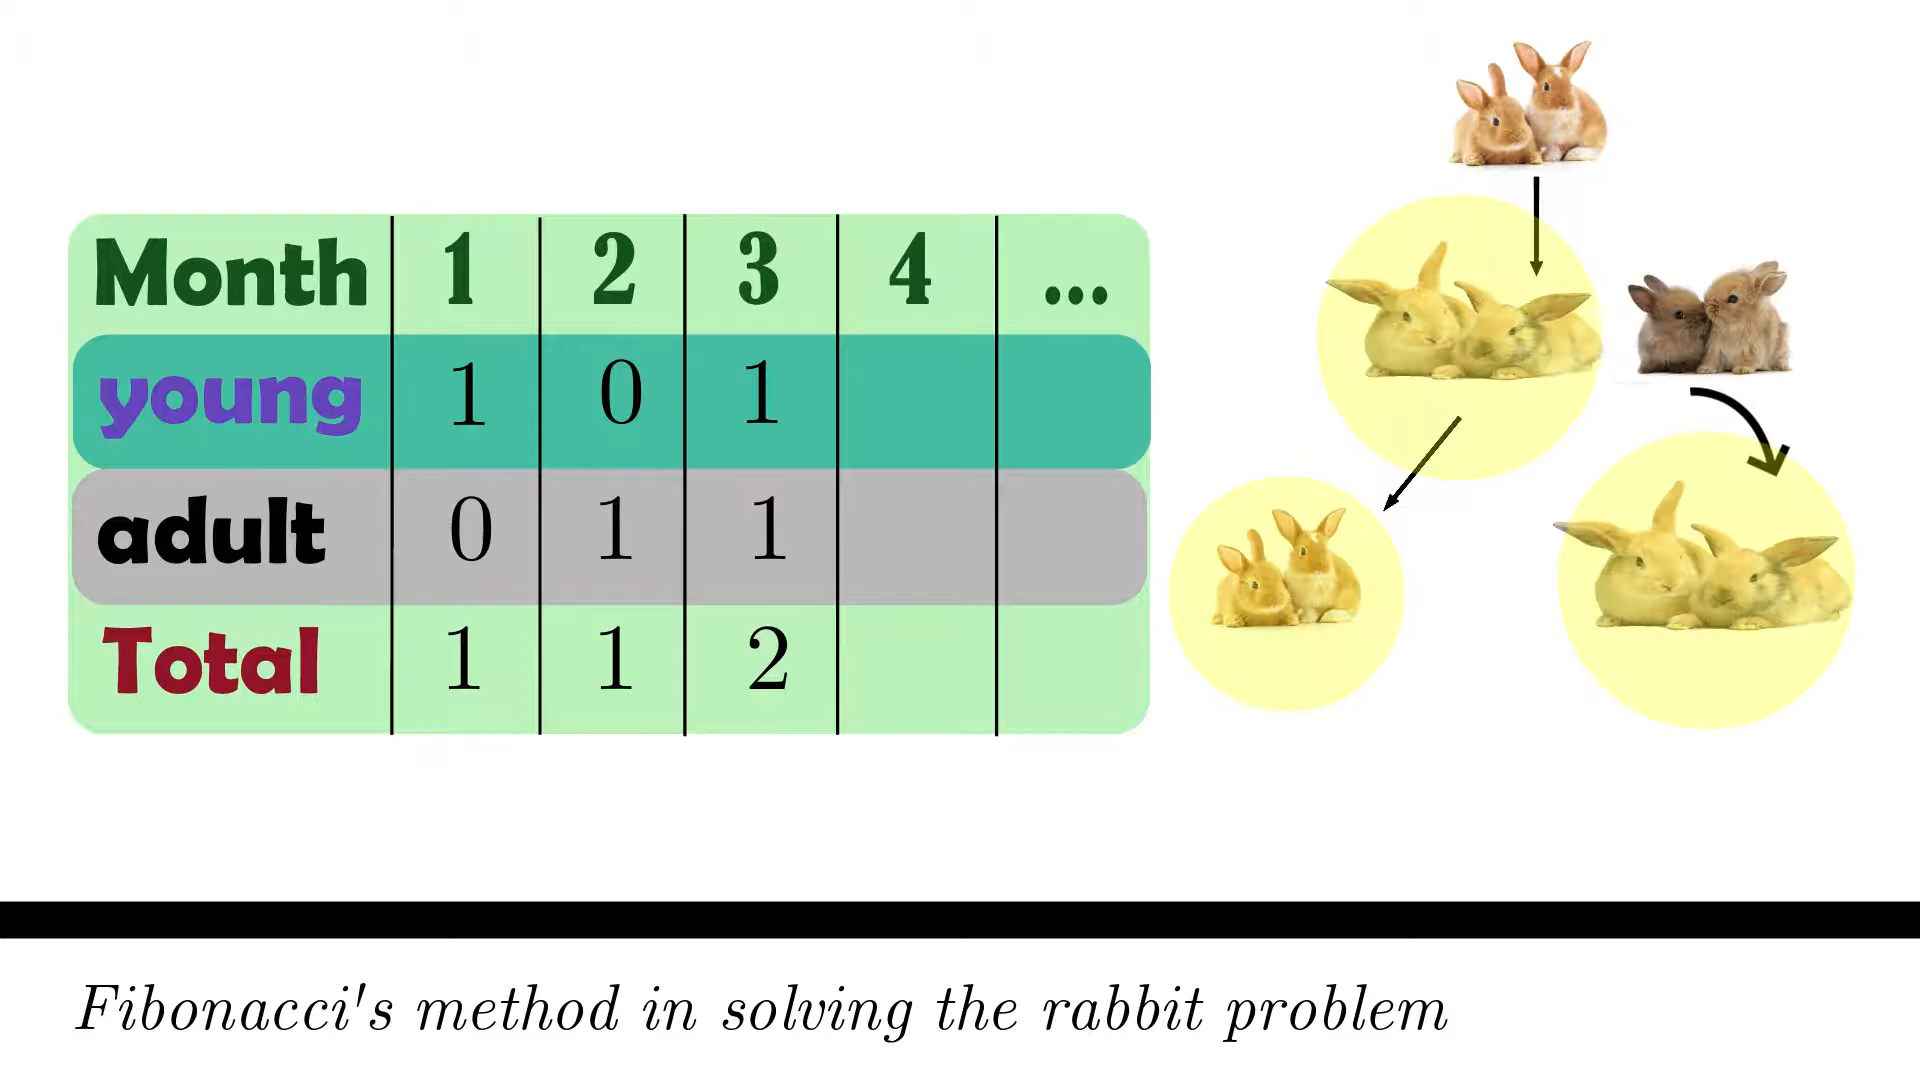 Month 1 2 3 4 ...
young 1 0 1
adult 0 1 1
Total 1 1 2
Fibonacci's method in solving the rabbit problem